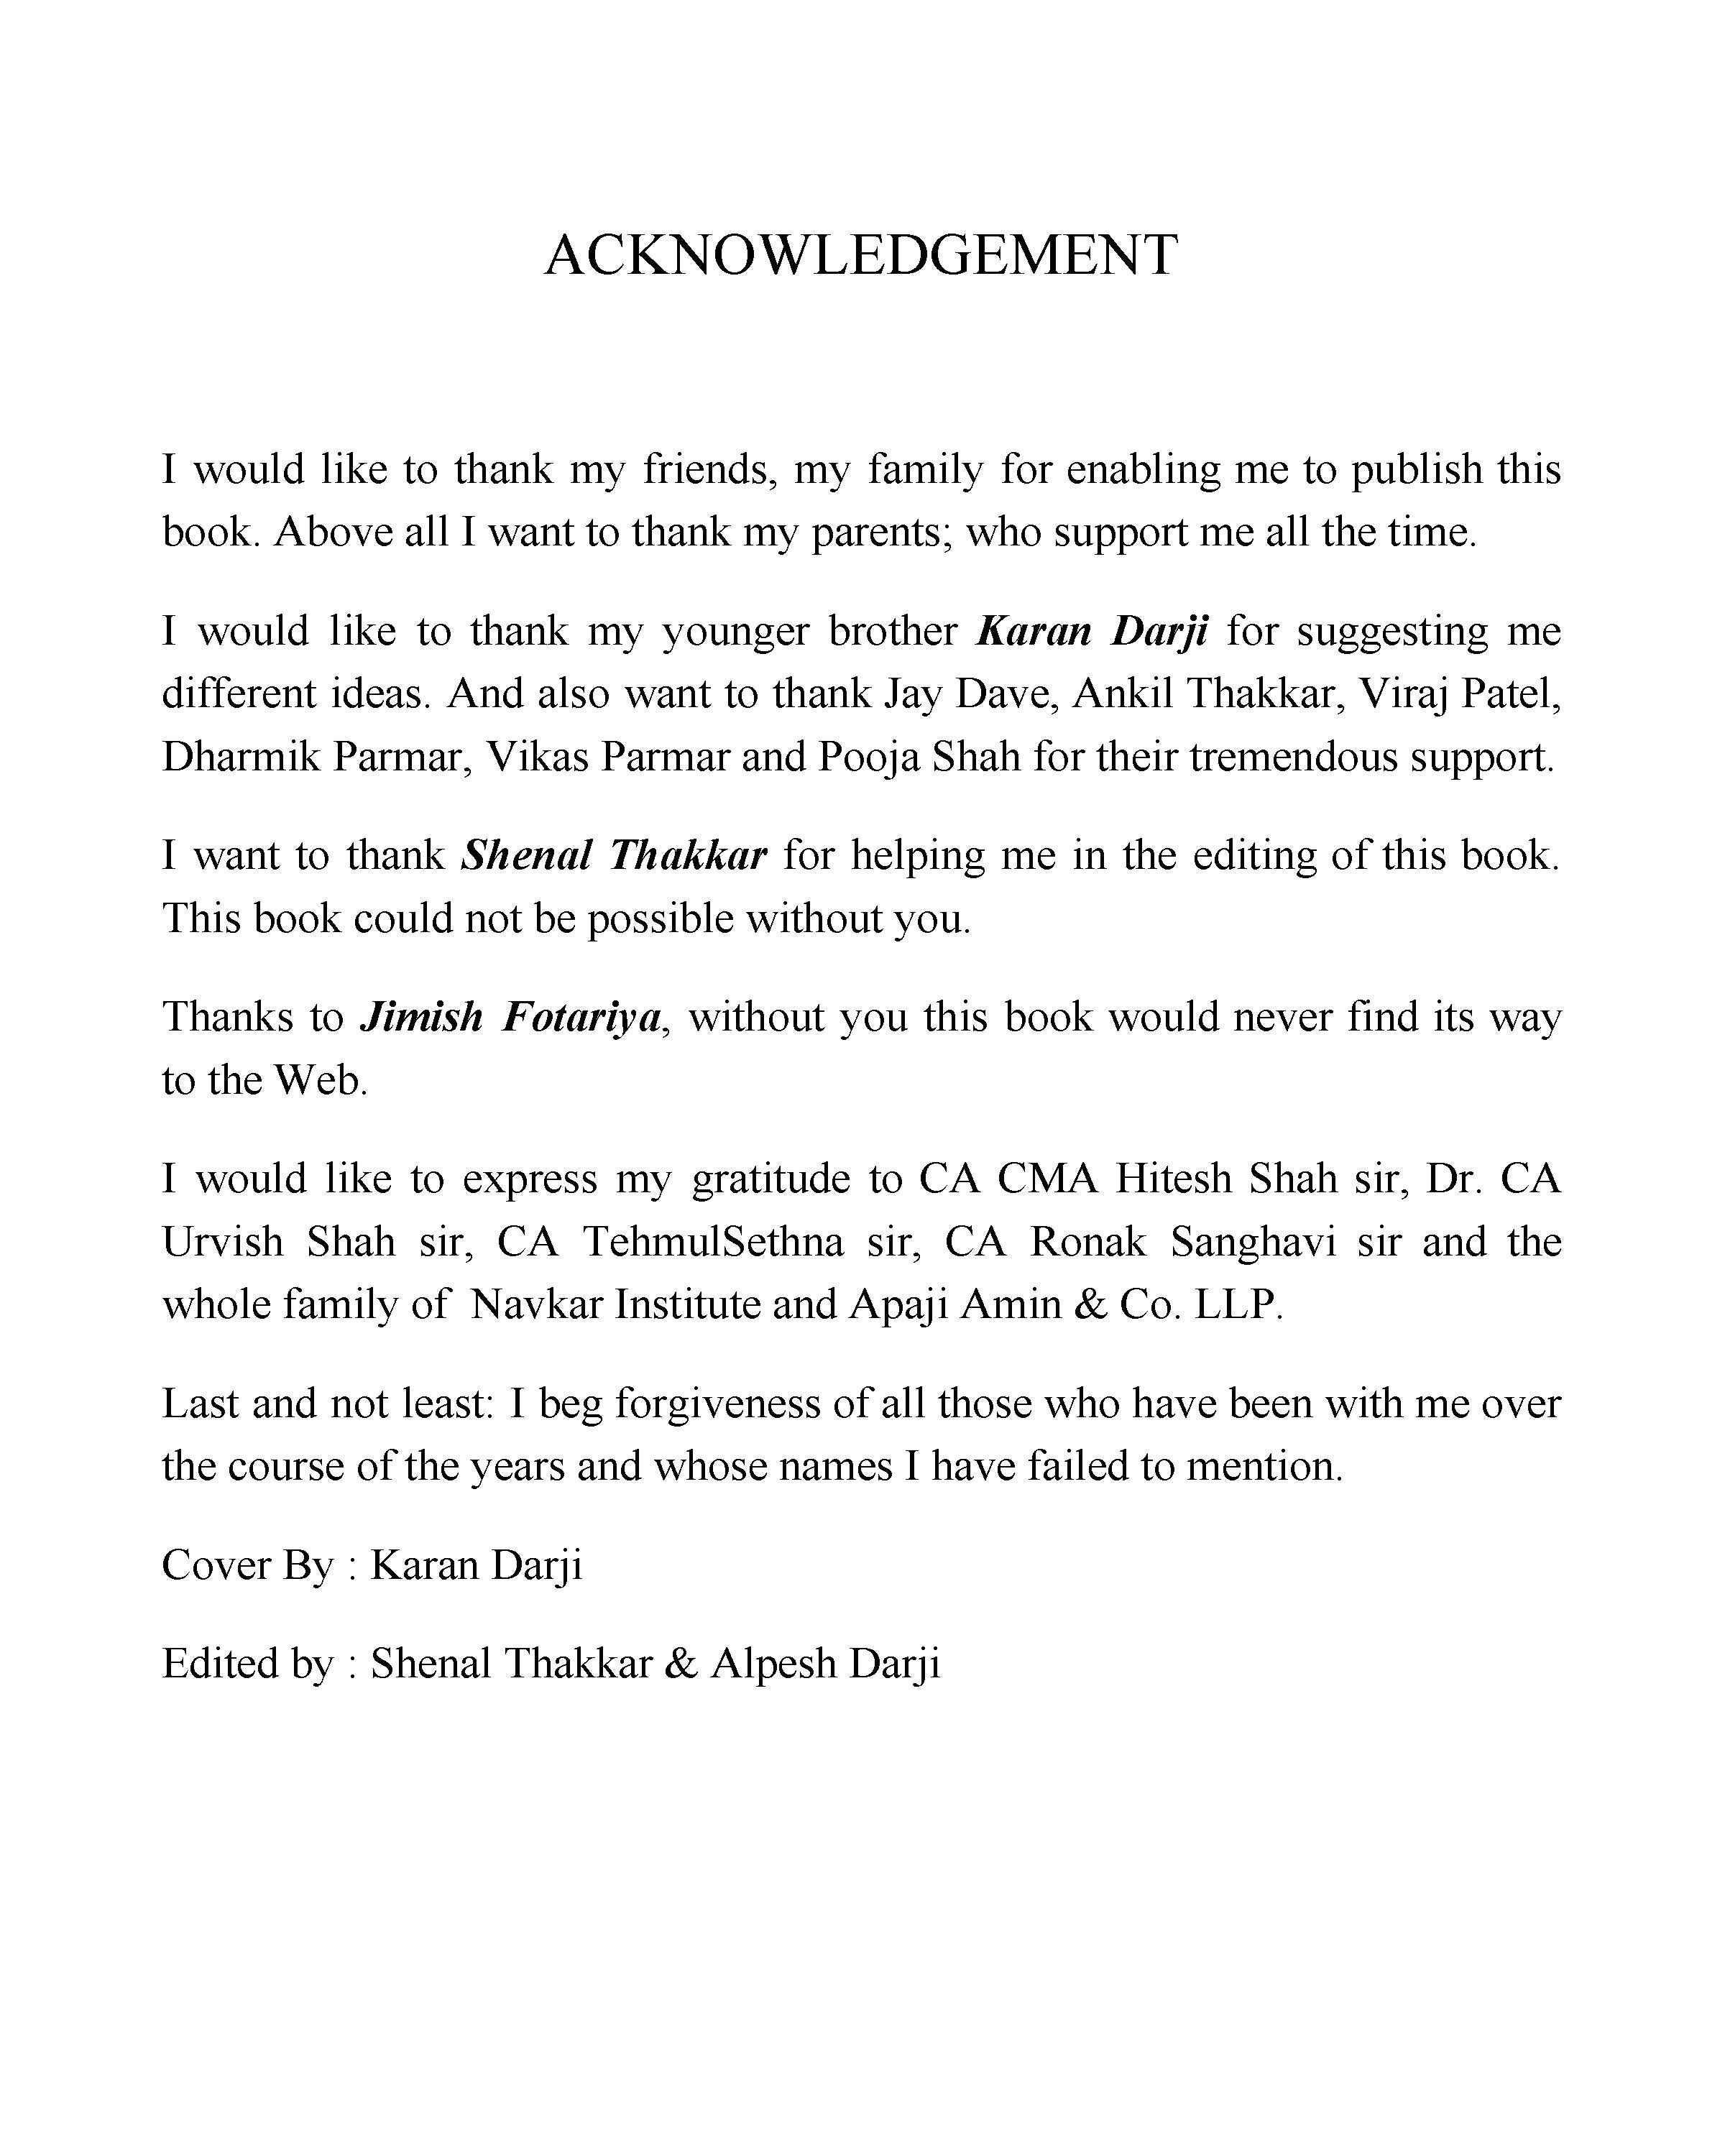 ACKNOWLEDGEMENT
I would like to thank my friends, my family for enabling me to publish this
book. Above all I want to thank my parents; who support me all the time.
I would like to thank my younger brother Karan Darji for suggesting me
different ideas. And also want to thank Jay Dave, Ankil Thakkar, Viraj Patel,
Dharmik Parmar, Vikas Parmar and Pooja Shah for their tremendous support.
I want to thank Shenal Thakkar for helping me in the editing of this book.
This book could not be possible without you.
Thanks to Jimish Fotariya, without you this book would never find its way
to the Web.
I would like to express my gratitude to CA CMA Hitesh Shah sir, Dr. CA
Urvish Shah sir, CA TehmulSethna sir, CA Ronak Sanghavi sir and the
whole family of Navkar Institute and Apaji Amin & Co. LLP.
Last and not least: I beg forgiveness of all those who have been with me over
the course of the years and whose names I have failed to mention.
Cover By : Karan Darji
Edited by : Shenal Thakkar & Alpesh Darji